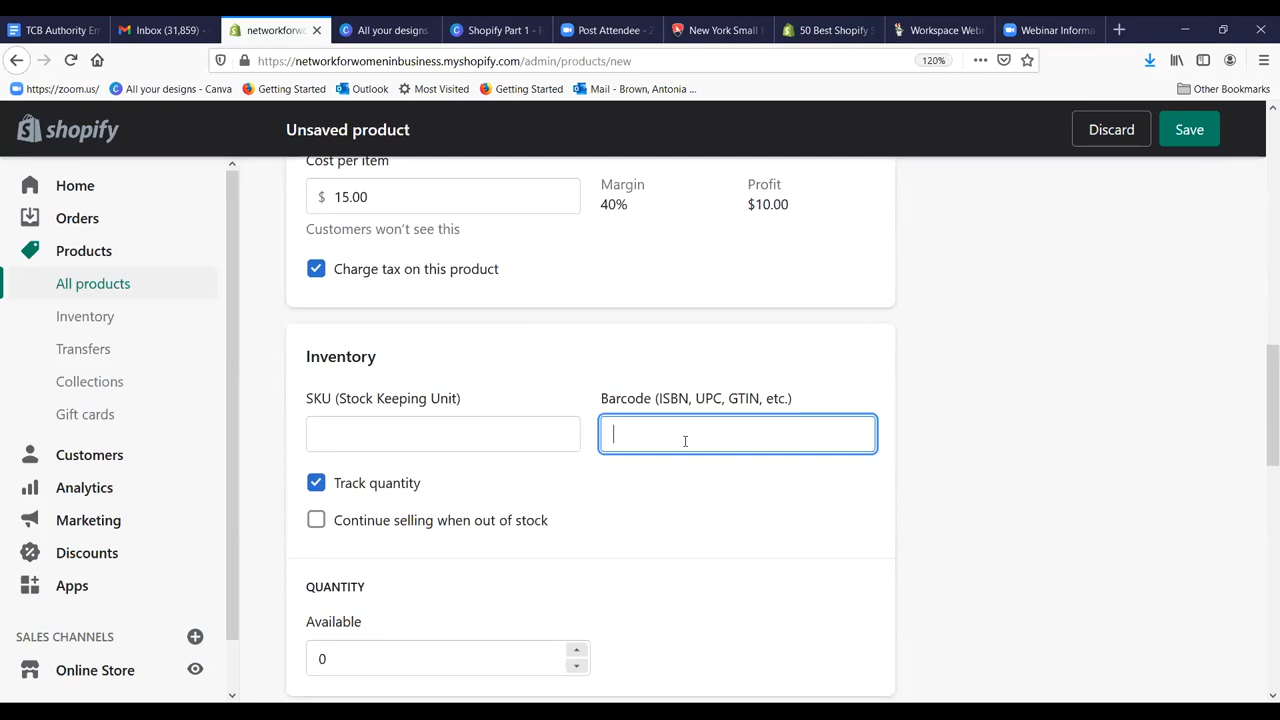 TCB Authority En
Inbox (31,859)
networkforwo
All your designs
Shopify Part 1 -
Post Attendee - Z
New York Small
50 Best Shopify S
Workspace Web
Webinar Informa
https://networkforwomeninbusiness.myshopify.com/admin/products/new
120%
https://zoom.us/
All your designs - Canva
Getting Started
Outlook
Most Visited
Getting Started
Mail - Brown, Antonia ...
Other Bookmarks
shopify
Unsaved product
Discard
Save
Home
Orders
Products
All products
Inventory
Transfers
Collections
Gift cards
Customers
Analytics
Marketing
Discounts
Apps
SALES CHANNELS
Online Store
Cost per item
$ 15.00
Margin
40%
Profit
$10.00
Customers won’t see this
Charge tax on this product
Inventory
SKU (Stock Keeping Unit)
Barcode (ISBN, UPC, GTIN, etc.)
Track quantity
Continue selling when out of stock
QUANTITY
Available
0